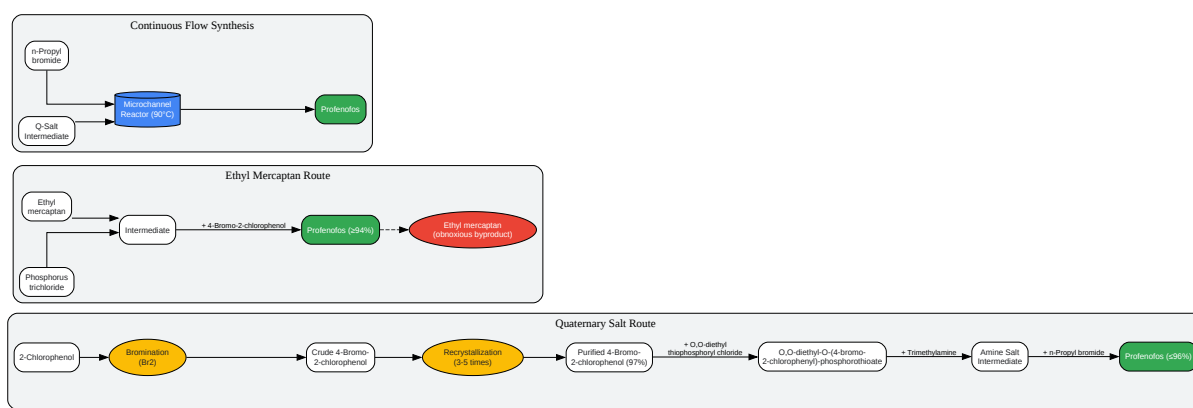 Continuous Flow Synthesis
n-Propyl
bromide
Microchannel
Reactor (90°C)
Profenofos
Q-Salt
Intermediate
Ethyl Mercaptan Route
Ethyl
mercaptan
Intermediate
+ 4-Bromo-2-chlorophenol
Profenofos (≥94%)
Ethyl mercaptan
(obnoxious byproduct)
Phosphorus
trichloride
Quaternary Salt Route
2-Chlorophenol
Bromination
(Br2)
Crude 4-Bromo-
2-chlorophenol
Recrystallization
(3-5 times)
Purified 4-Bromo-
2-chlorophenol (97%)
+ O,O-diethyl
thiophosphoryl chloride
O,O-diethyl-O-(4-bromo-
2-chlorophenyl)-phosphorothioate
+ Trimethylamine
Amine Salt
Intermediate
+ n-Propyl bromide
Profenofos (≤96%)